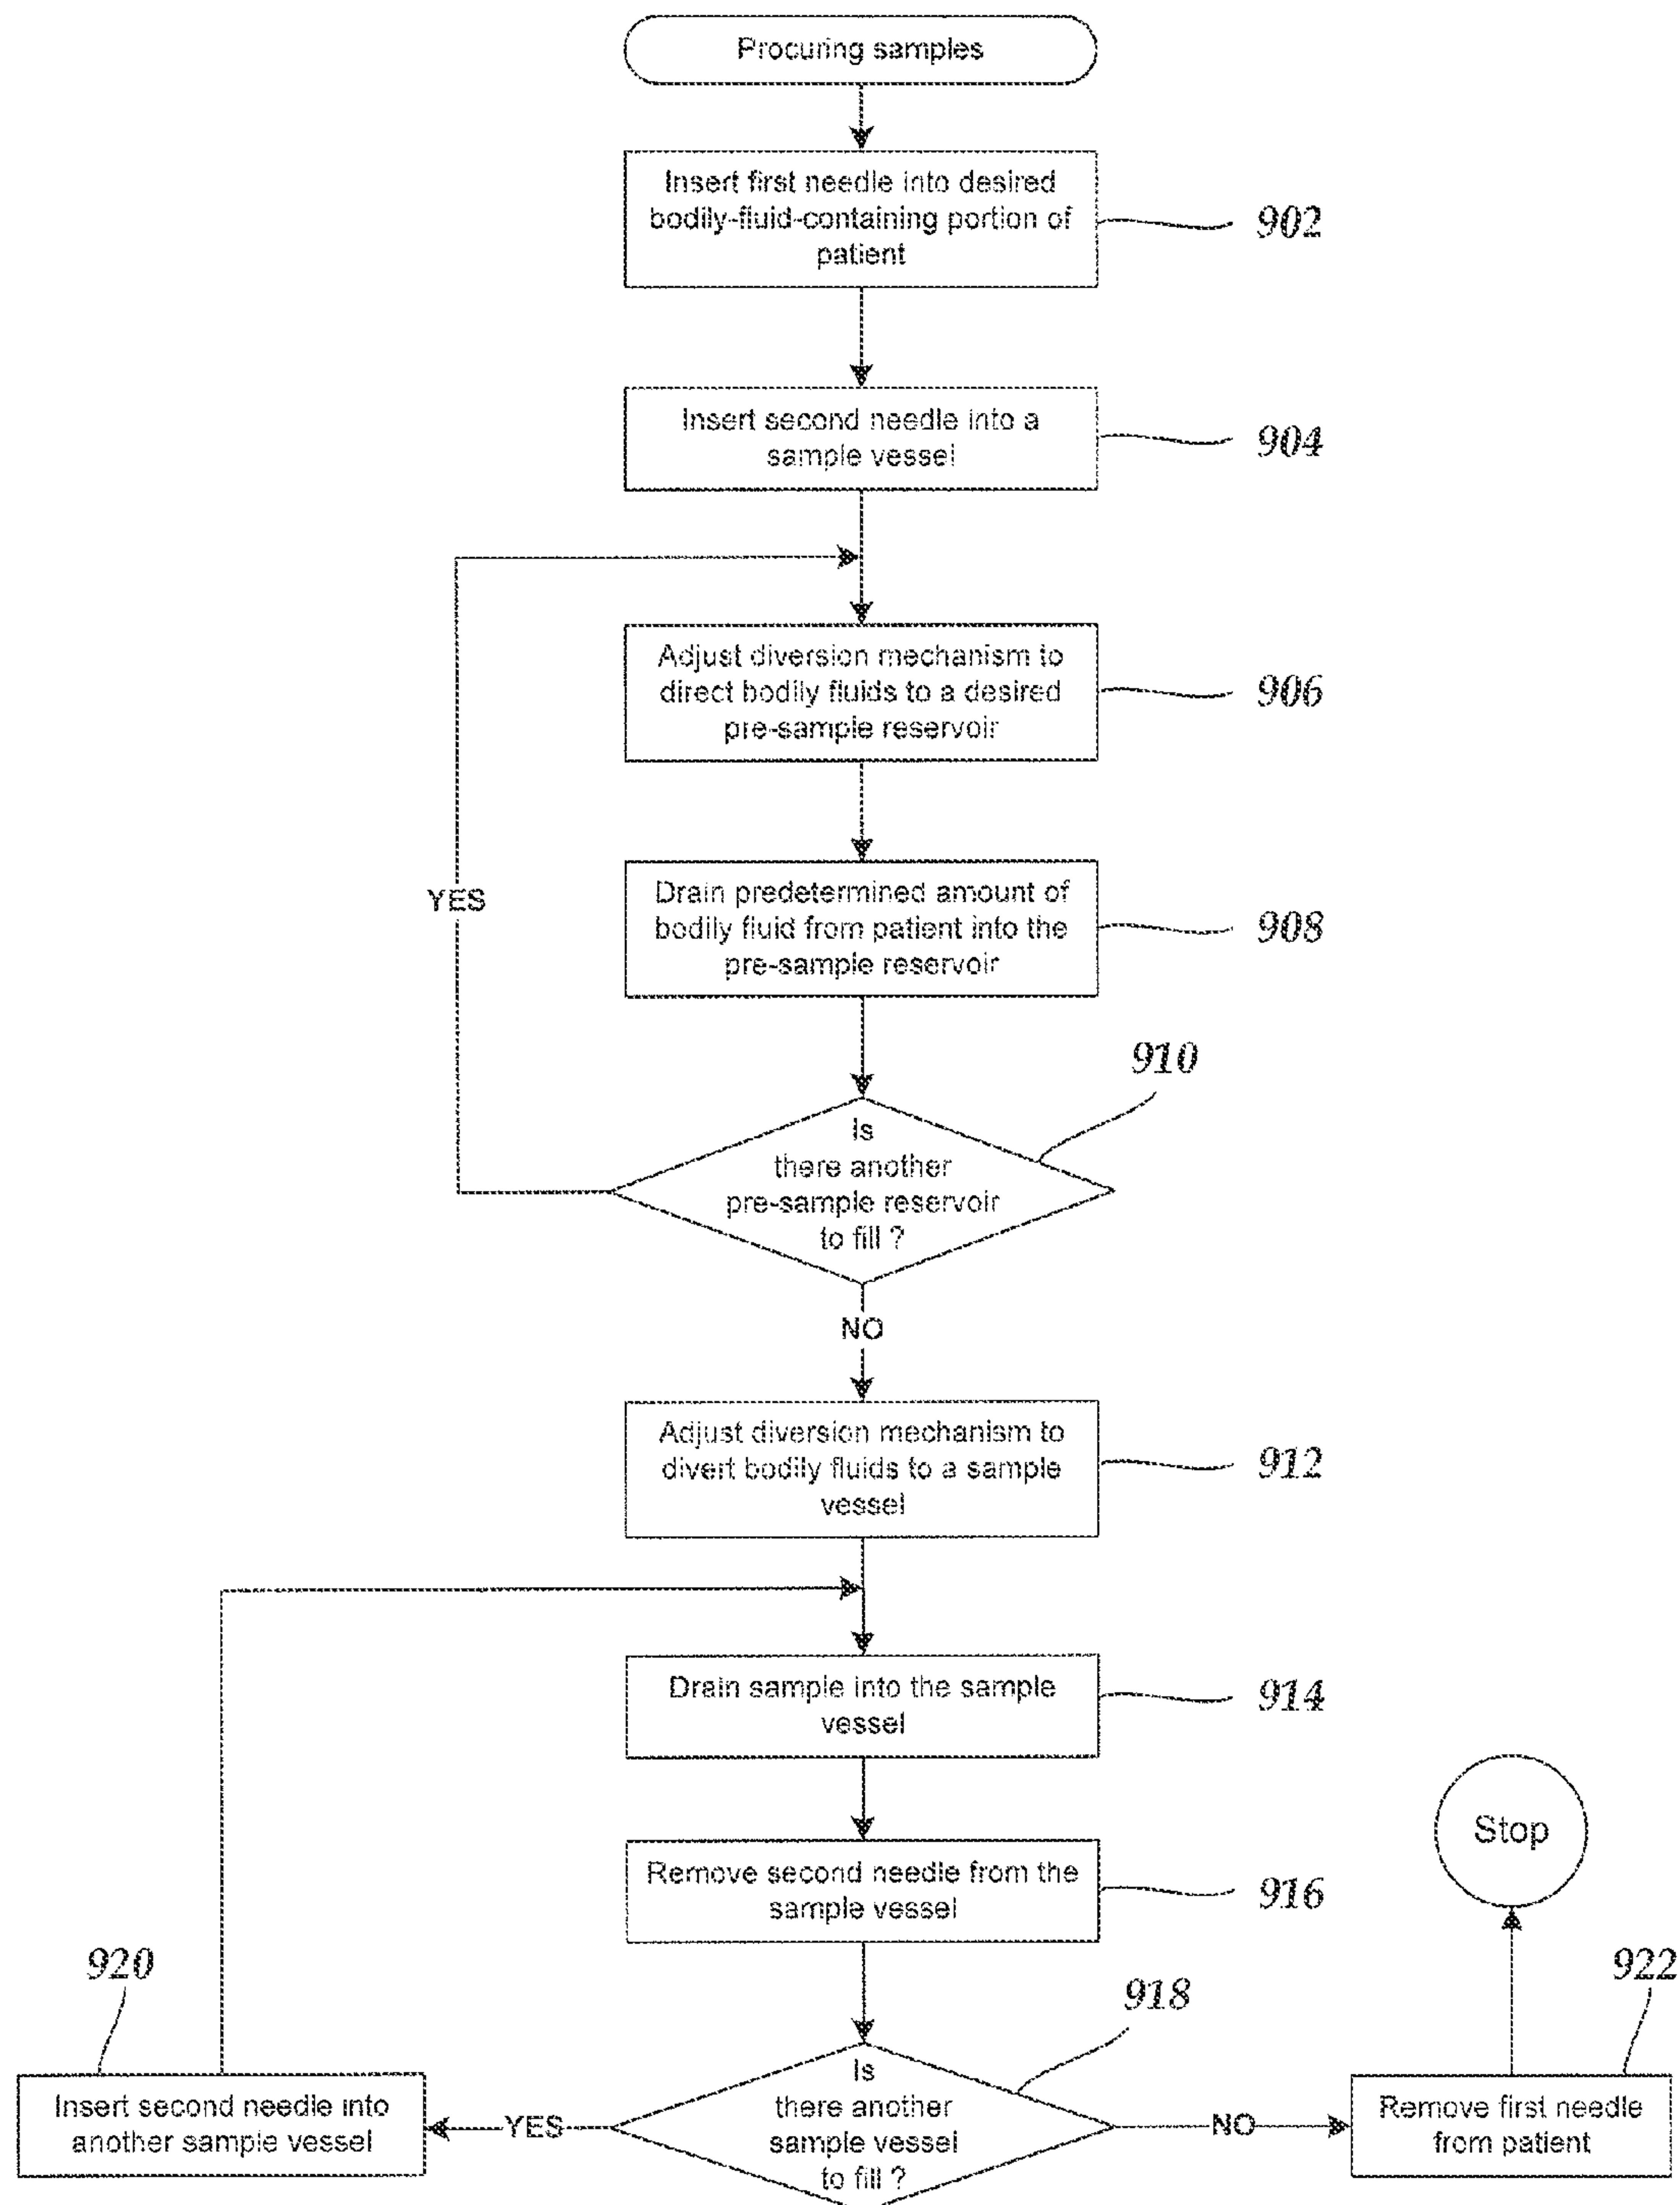 Procuring samples
Insert first needle into desired
bodily-fluid-containing portion of
patient
902
Insert second needle into a
sample vessel
904
Adjust diversion mechanism to
direct bodily fluids to a desired
pre-sample reservoir
906
YES
Drain predetermined amount of
bodily fluid from patient into the
pre-sample reservoir
908
910
Is
there another
pre-sample reservoir
to fill ?
NO
Adjust diversion mechanism to
divert bodily fluids to a sample
vessel
912
Drain sample into the sample
vessel
914
Stop
Remove second needle from the
sample vessel
916
920
918
922
Insert second needle into
another sample vessel
YES
Is
there another
sample vessel
to fill ?
NO
Remove first needle
from patient